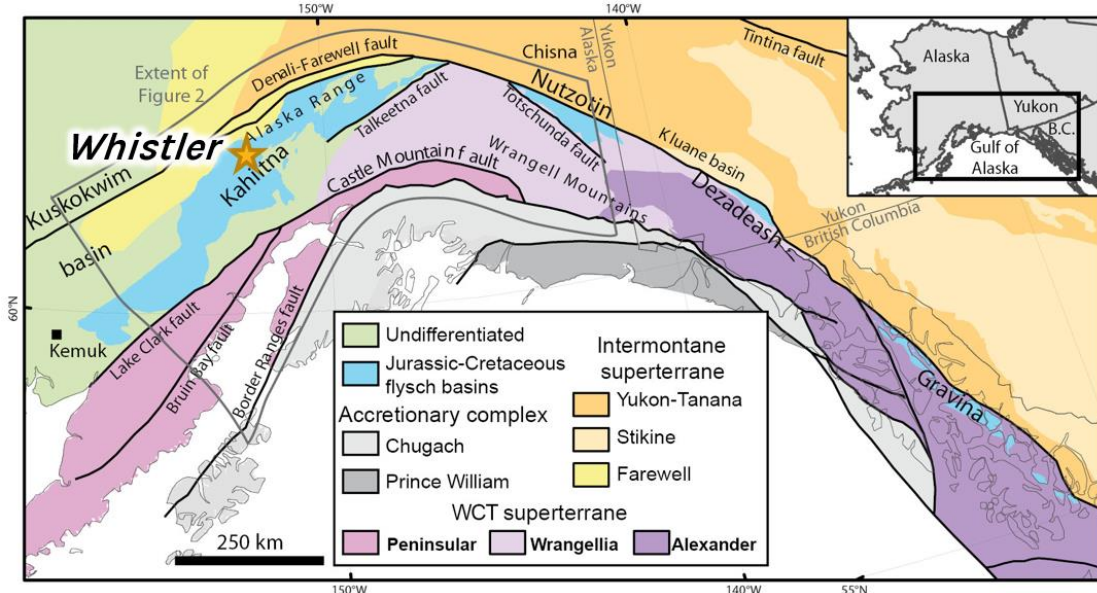 150°W
140°W
Yukon
Alaska
Tintina fault
Alaska
Yukon
B.C.
Gulf of
Alaska
Extent of
Figure 2
Denali-Farewell fault
Chisna
Nutzotin
Alaska Range
Talkeetna fault
Totschunda fault
Kluane basin
Whistler
Kahiltna
Castle Mountain fault
Wrangell Mountains
Dezadeash
Kuskokwim
basin
Yukon
British Columbia
60°N
Kemuk
Lake Clark fault
Bruin Bay fault
Border Ranges fault
Gravina
Undifferentiated
Jurassic-Cretaceous
flysch basins
Accretionary complex
Chugach
Prince William
Intermontane
superterrane
Yukon-Tanana
Stikine
Farewell
WCT superterrane
Peninsular
Wrangellia
Alexander
250 km
150°W
140°W
55°N